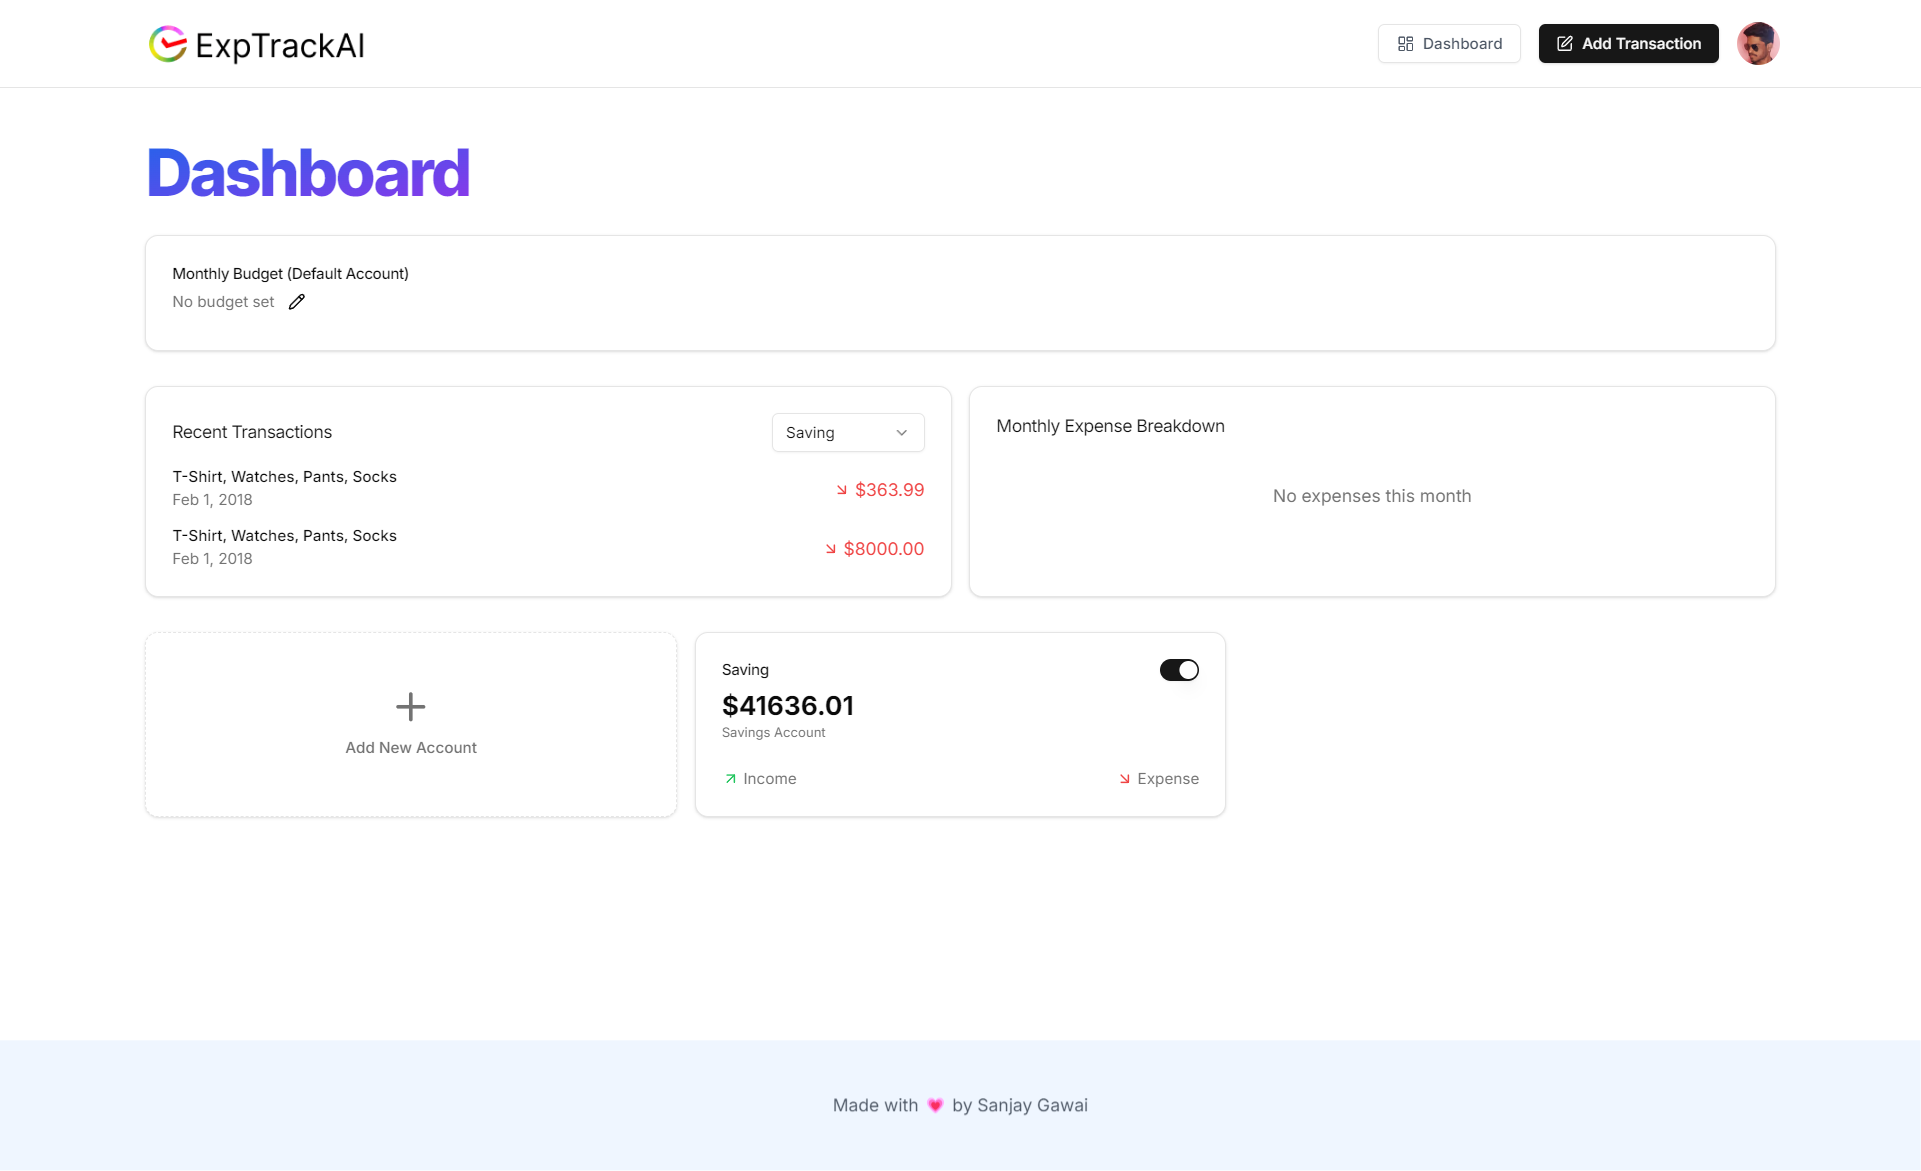 ExpTrackAI
Dashboard
Add Transaction
Dashboard
Monthly Budget (Default Account)
No budget set
Recent Transactions
Saving
T-Shirt, Watches, Pants, Socks
Feb 1, 2018
$363.99
T-Shirt, Watches, Pants, Socks
Feb 1, 2018
$8000.00
Monthly Expense Breakdown
No expenses this month
Add New Account
Saving
$41636.01
Savings Account
Income
Expense
Made with 💗 by Sanjay Gawai